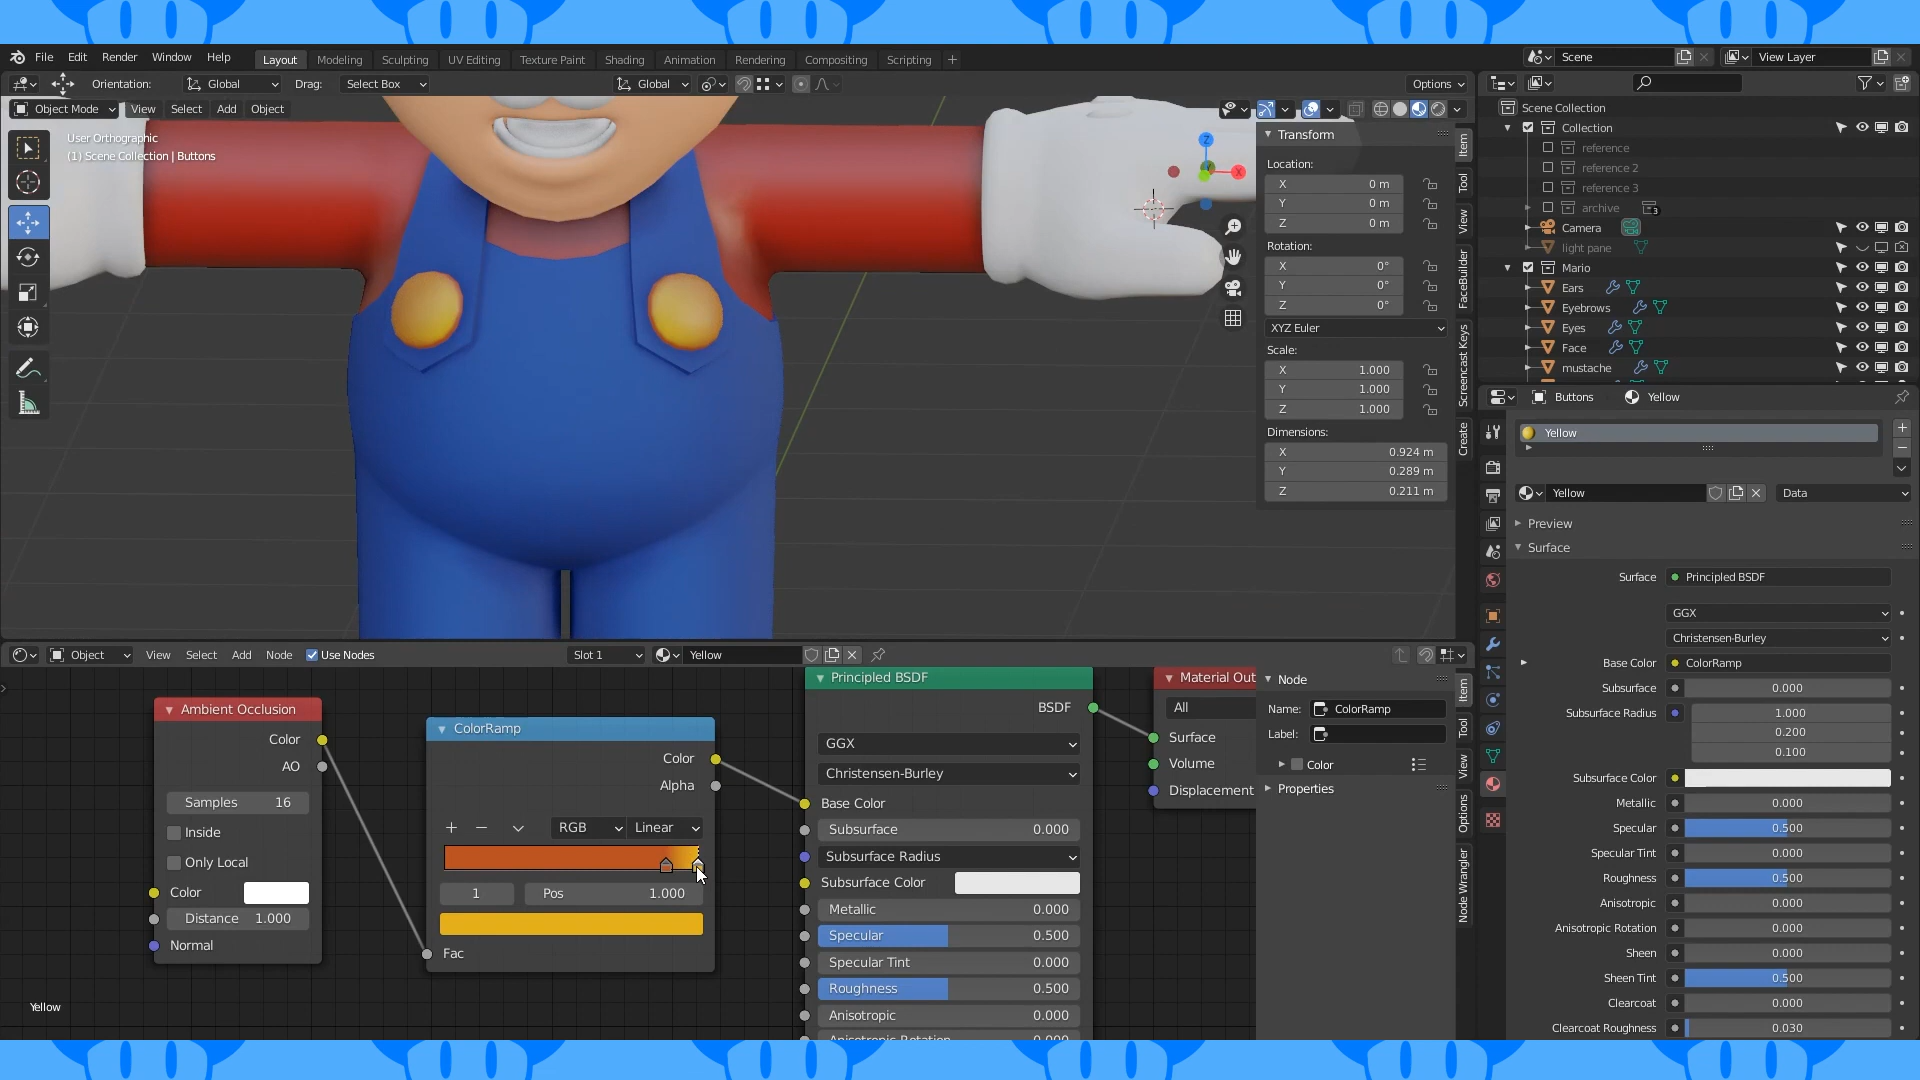 File Edit Render Window Help Layout Modeling Sculpting UV Editing Texture Paint Shading Animation Rendering Compositing Scripting + Scene View Layer
Orientation: Global Drag: Select Box Global Options
Object Mode View Select Add Object
User Orthographic
(1) Scene Collection | Buttons
Z
X
Transform
Location:
X 0 m
Y 0 m
Z 0 m
Rotation:
X 0°
Y 0°
Z 0°
XYZ Euler
Scale:
X 1.000
Y 1.000
Z 1.000
Dimensions:
X 0.924 m
Y 0.289 m
Z 0.211 m
Item
Tool
View
FaceBuilder
Screencast Keys
Create
Scene Collection
Collection
reference
reference 2
reference 3
archive 3
Camera
light pane
Mario
Ears
Eyebrows
Eyes
Face
mustache
Buttons Yellow
Yellow
Yellow Data
Preview
Surface
Surface Principled BSDF
GGX
Christensen-Burley
Base Color ColorRamp
Subsurface 0.000
Subsurface Radius 1.000
0.200
0.100
Subsurface Color
Metallic 0.000
Specular 0.500
Specular Tint 0.000
Roughness 0.500
Anisotropic 0.000
Anisotropic Rotation 0.000
Sheen 0.000
Sheen Tint 0.500
Clearcoat 0.000
Clearcoat Roughness 0.030
Object View Select Add Node Use Nodes Slot 1 Yellow
Ambient Occlusion
Color
AO
Samples 16
Inside
Only Local
Color
Distance 1.000
Normal
ColorRamp
Color
Alpha
+ − RGB Linear
1 Pos 1.000
Fac
Principled BSDF
BSDF
GGX
Christensen-Burley
Base Color
Subsurface 0.000
Subsurface Radius
Subsurface Color
Metallic 0.000
Specular 0.500
Specular Tint 0.000
Roughness 0.500
Anisotropic 0.000
Anisotropic Rotation 0.000
Material Out
All
Surface
Volume
Displacement
Node
Name: ColorRamp
Label:
Color
Properties
Item
Tool
View
Options
Node Wrangler
Yellow